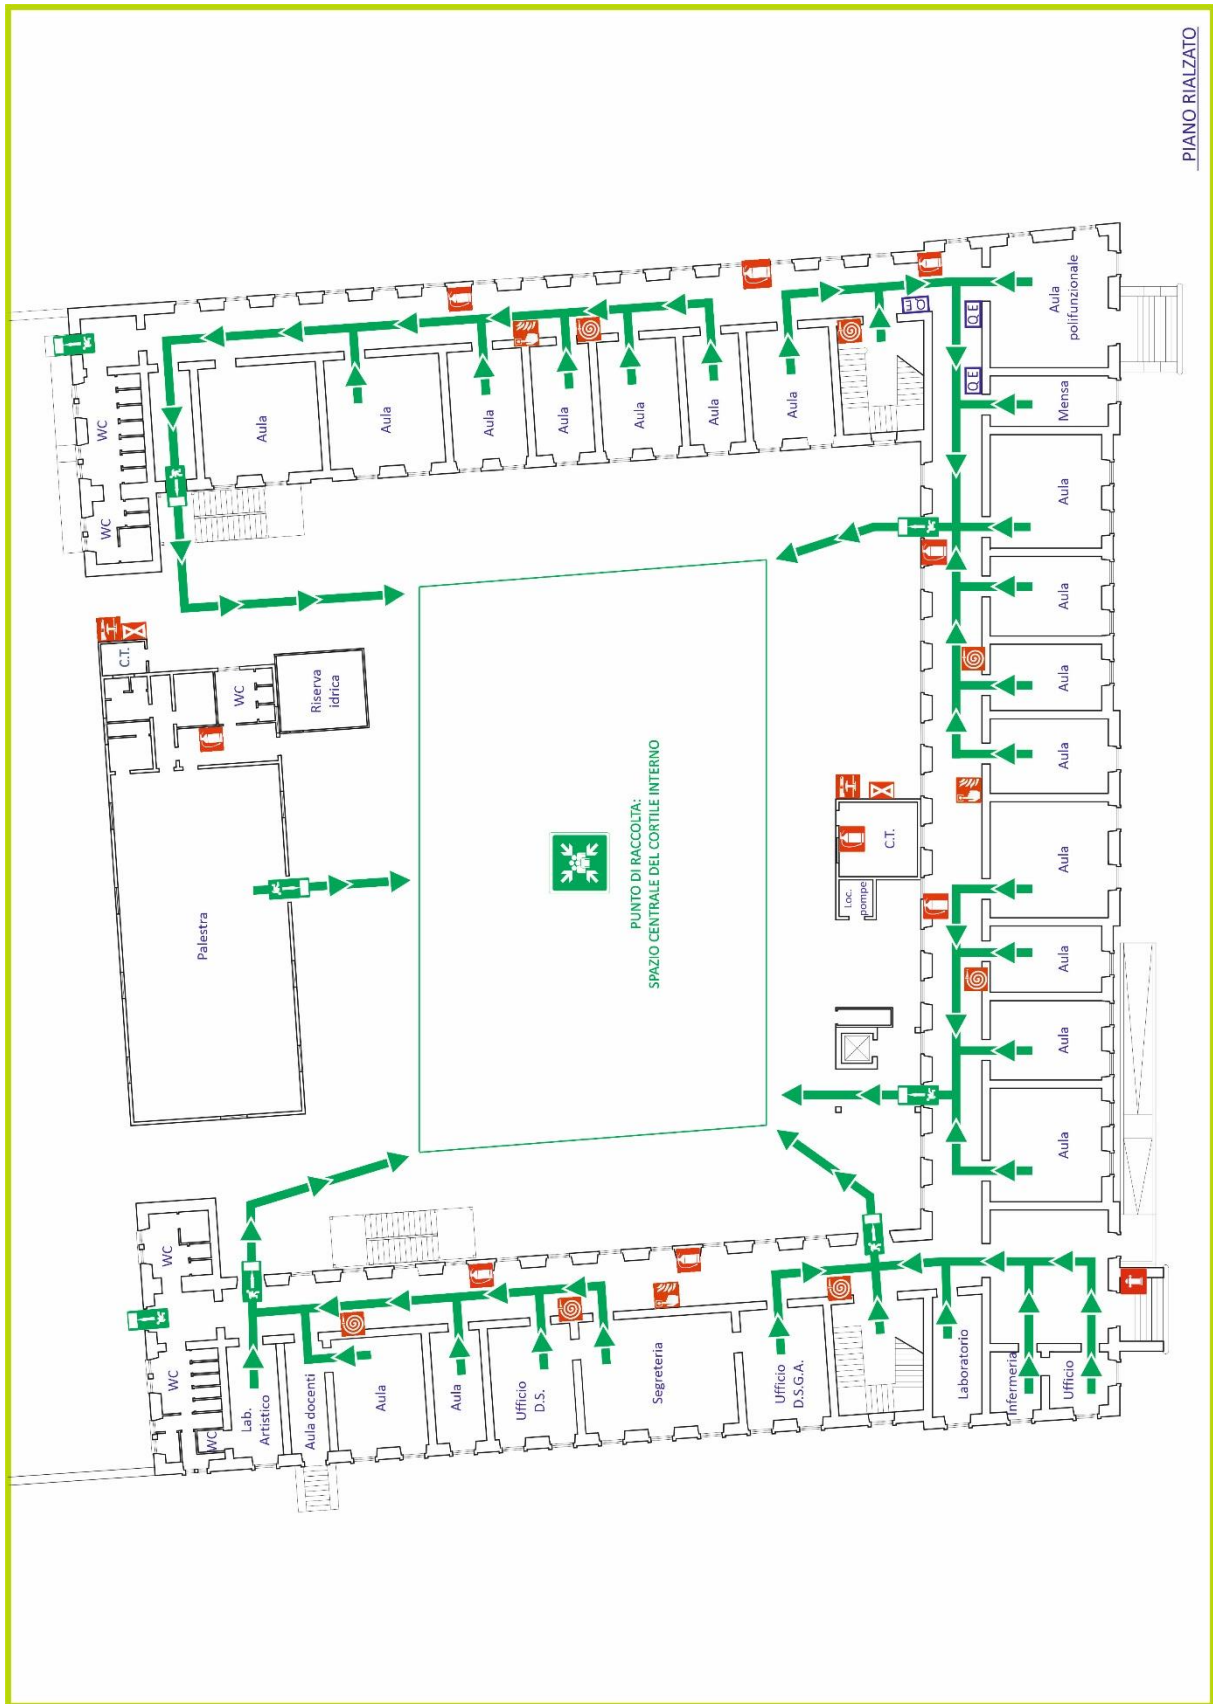 PIANO RIALZATO
WC
WC
Aula
Aula
Aula
Aula
Aula
Aula
Aula
Q.E
Q.E
Q.E
Aula
polifunzionale
Mensa
Aula
Aula
Aula
Aula
Aula
Aula
Aula
Aula
C.T.
WC
Riserva
idrica
Palestra
PUNTO DI RACCOLTA:
SPAZIO CENTRALE DEL CORTILE INTERNO
C.T.
Loc.
pompe
WC
WC
WC
Lab.
Artistico
Aula docenti
Aula
Aula
Ufficio
D.S.
Segreteria
Ufficio
D.S.G.A.
Laboratorio
Infermeria
Ufficio